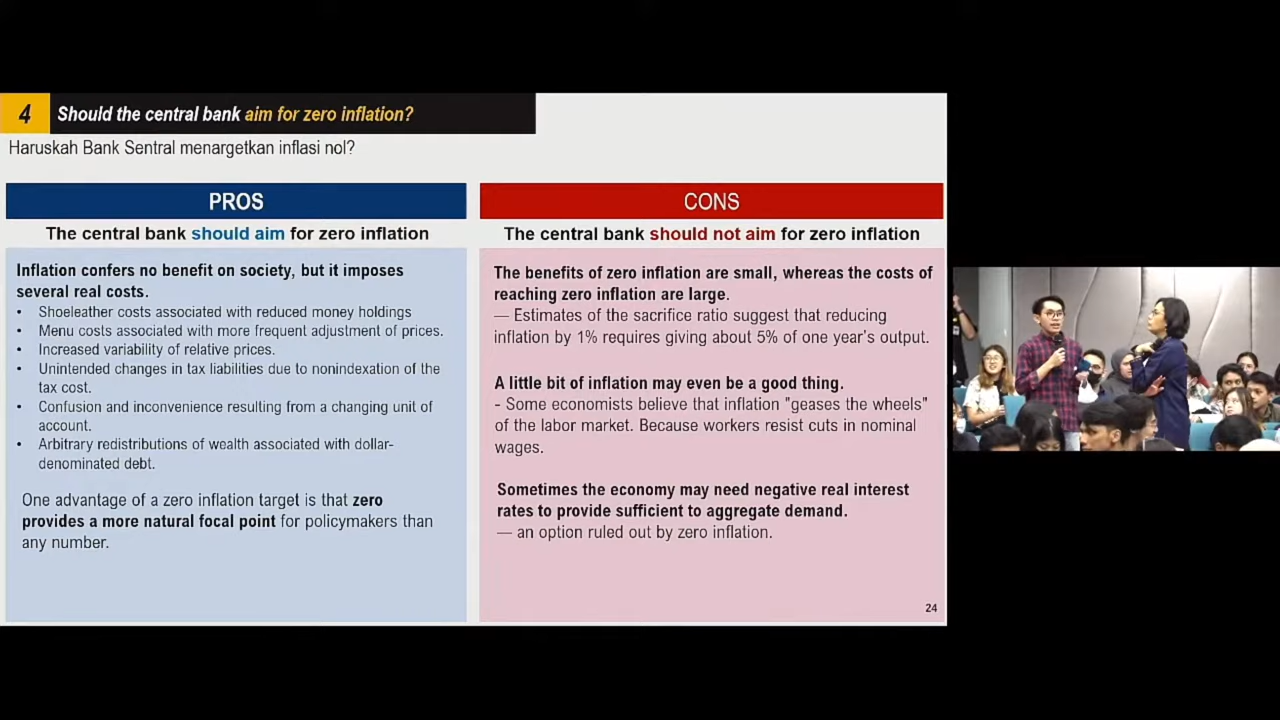 4
Should the central bank aim for zero inflation?
Haruskah Bank Sentral menargetkan inflasi nol?
PROS
The central bank should aim for zero inflation
Inflation confers no benefit on society, but it imposes
several real costs.
• Shoeleather costs associated with reduced money holdings
• Menu costs associated with more frequent adjustment of prices.
• Increased variability of relative prices.
• Unintended changes in tax liabilities due to nonindexation of the
tax cost.
• Confusion and inconvenience resulting from a changing unit of
account.
• Arbitrary redistributions of wealth associated with dollar-
denominated debt.
One advantage of a zero inflation target is that zero
provides a more natural focal point for policymakers than
any number.
CONS
The central bank should not aim for zero inflation
The benefits of zero inflation are small, whereas the costs of
reaching zero inflation are large.
— Estimates of the sacrifice ratio suggest that reducing
inflation by 1% requires giving about 5% of one year's output.
A little bit of inflation may even be a good thing.
- Some economists believe that inflation "geases the wheels"
of the labor market. Because workers resist cuts in nominal
wages.
Sometimes the economy may need negative real interest
rates to provide sufficient to aggregate demand.
— an option ruled out by zero inflation.
24